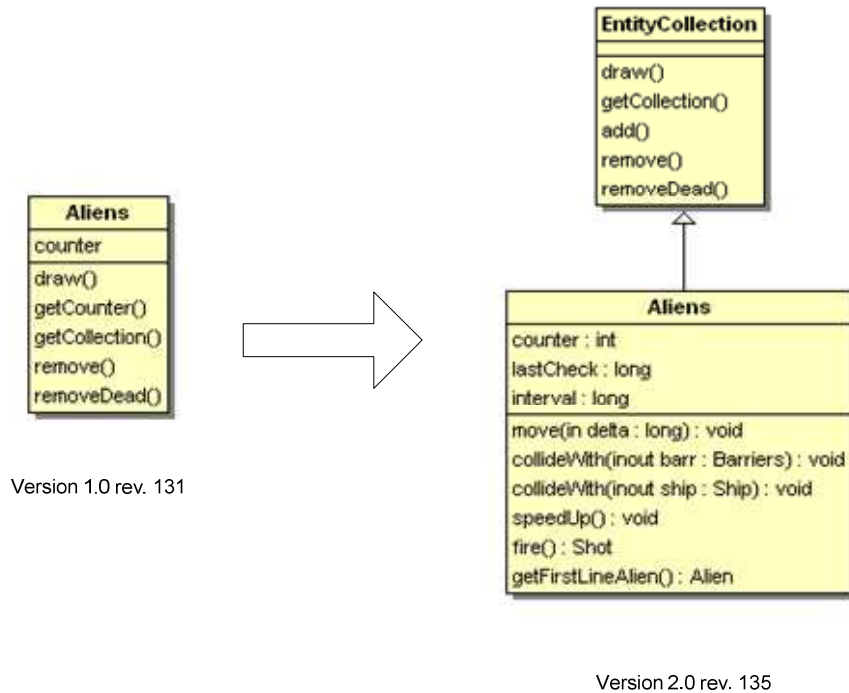 Aliens
counter
draw()
getCounter()
getCollection()
remove()
removeDead()
Version 1.0 rev. 131
EntityCollection
draw()
getCollection()
add()
remove()
removeDead()
Aliens
counter : int
lastCheck : long
interval : long
move(in delta : long) : void
collideWith(inout barr : Barriers) : void
collideWith(inout ship : Ship) : void
speedUp() : void
fire() : Shot
getFirstLineAlien() : Alien
Version 2.0 rev. 135